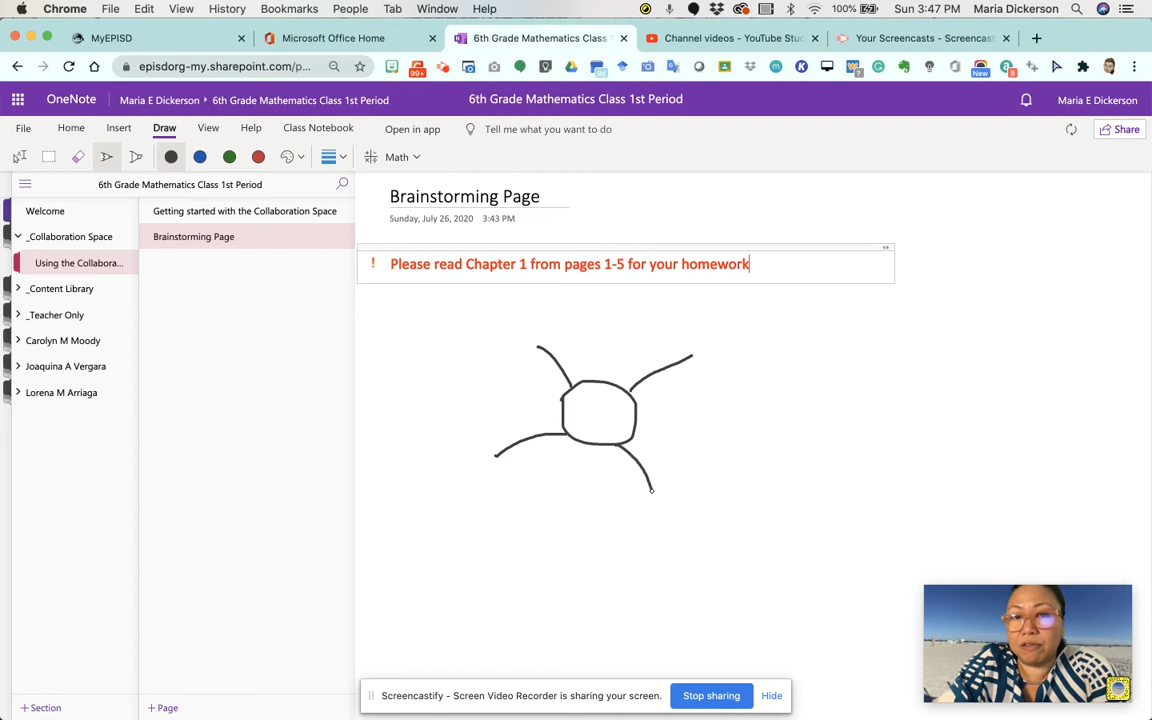 Chrome File Edit View History Bookmarks People Tab Window Help 100% Sun 3:47 PM Maria Dickerson
MyEPISD Microsoft Office Home 6th Grade Mathematics Class Channel videos - YouTube Stu Your Screencasts - Screencast
episdorg-my.sharepoint.com/p... 99+ New 8
OneNote Maria E Dickerson › 6th Grade Mathematics Class 1st Period 6th Grade Mathematics Class 1st Period Maria E Dickerson
File Home Insert Draw View Help Class Notebook Open in app Tell me what you want to do Share
Math
6th Grade Mathematics Class 1st Period
Welcome
_Collaboration Space
Using the Collabora...
_Content Library
_Teacher Only
Carolyn M Moody
Joaquina A Vergara
Lorena M Arriaga
+ Section
Getting started with the Collaboration Space
Brainstorming Page
+ Page
Brainstorming Page
Sunday, July 26, 2020 3:43 PM
! Please read Chapter 1 from pages 1-5 for your homework
Screencastify - Screen Video Recorder is sharing your screen. Stop sharing Hide